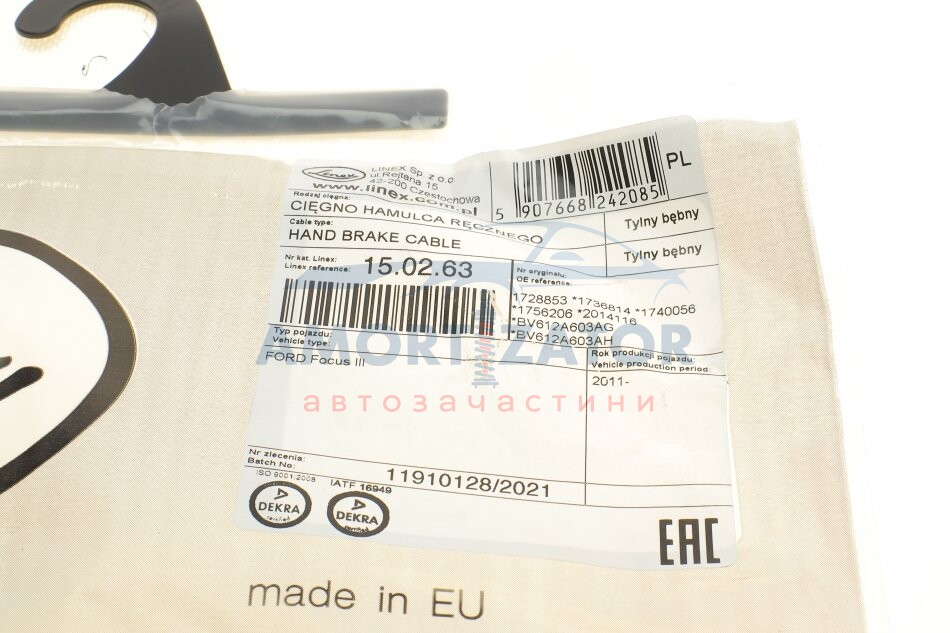 Linex
LINEX Sp. z o.o
ul.Rejtana 15
42-200 Częstochowa
www.linex.com.pl
5 907668 242085
PL
Rodzaj cięgna:
CIĘGNO HAMULCA RĘCZNEGO
Tylny bębny
Cable type:
HAND BRAKE CABLE
Tylny bębny
Nr kat. Linex:
Linex reference:
15.02.63
Nr oryginału:
OE reference:
1728853 *1736814 *1740056
*1756206 *2014116
*BV612A603AG
*BV612A603AH
Typ pojazdu:
Vehicle type:
FORD Focus III
Rok produkcji pojazdu:
Vehicle production period:
2011-
AMORTIZATOR
автозачастини
Nr zlecenia:
Batch No:
11910128/2021
ISO 9001:2008
IATF 16949
DEKRA
certified
DEKRA
certified
EAC
made in EU